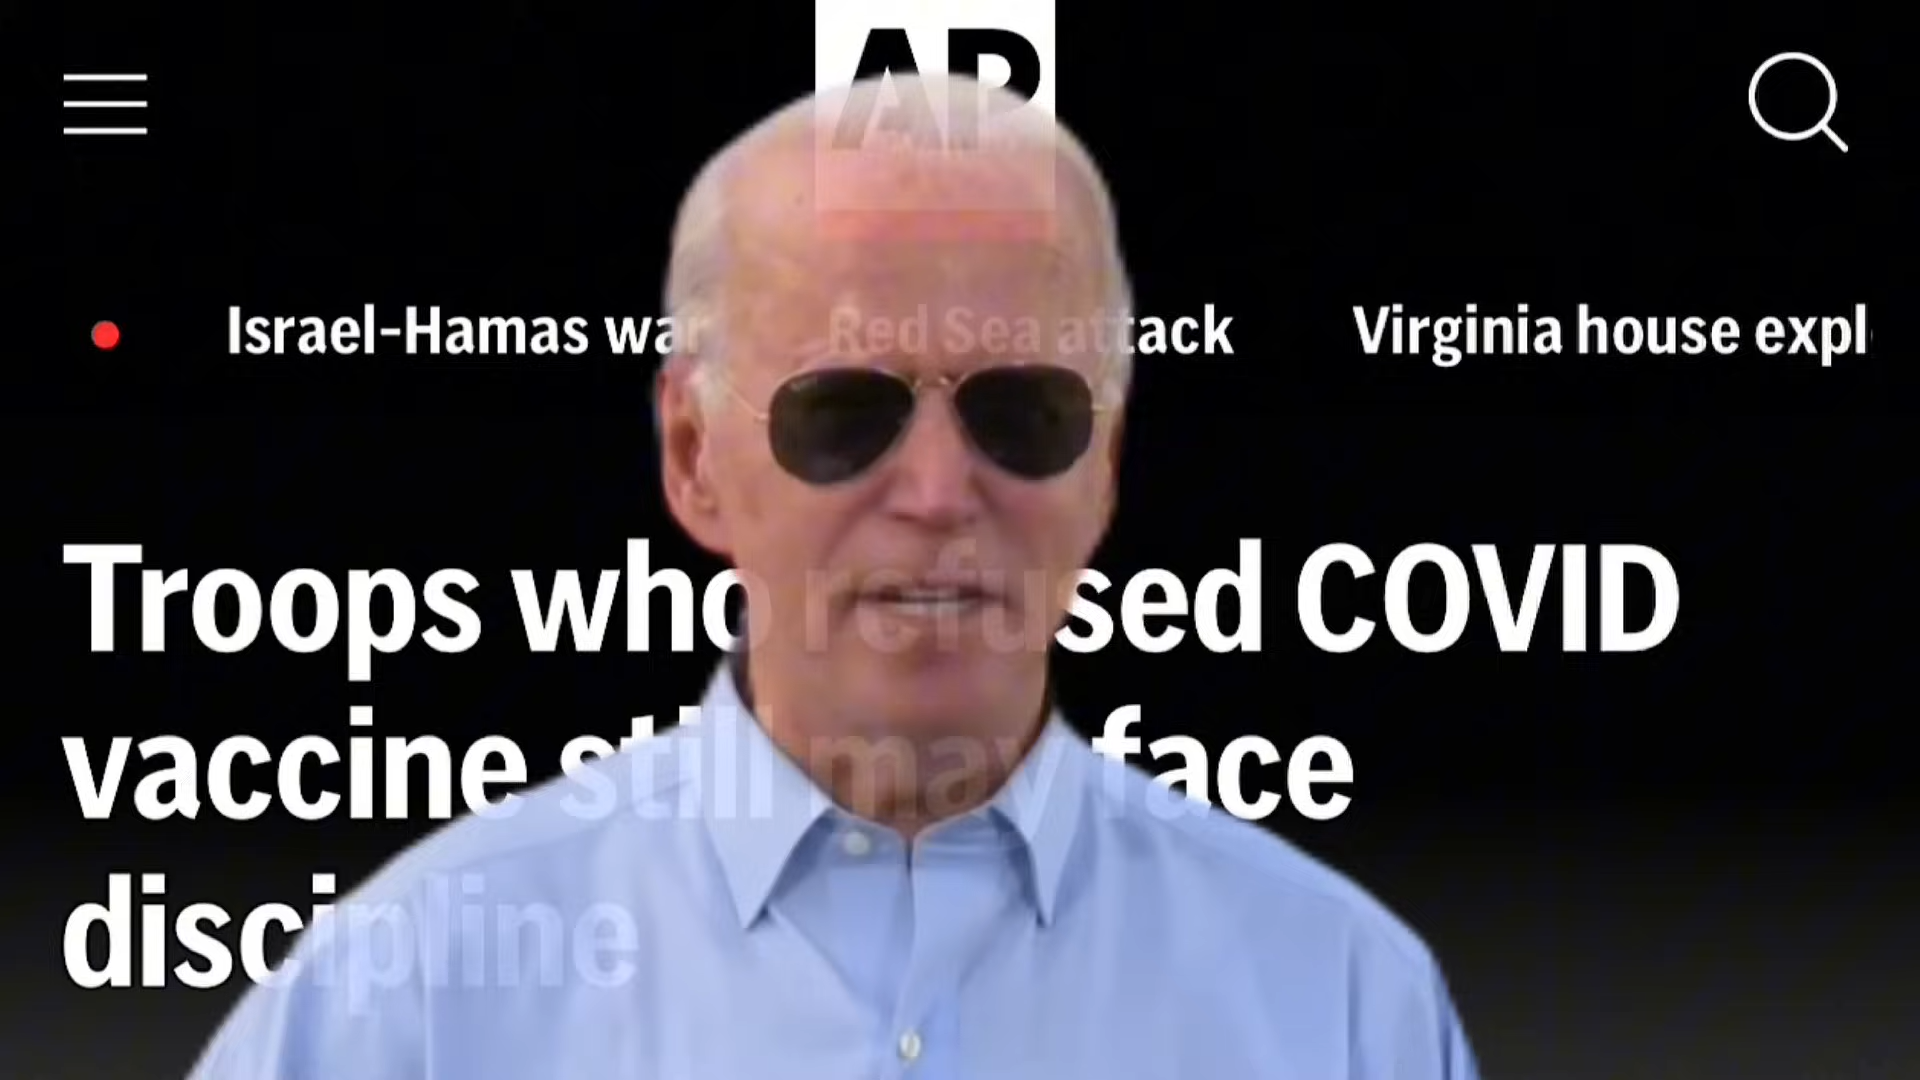 AP
Israel-Hamas war Red Sea attack Virginia house expl
Troops who refused COVID
vaccine still may face
discipline